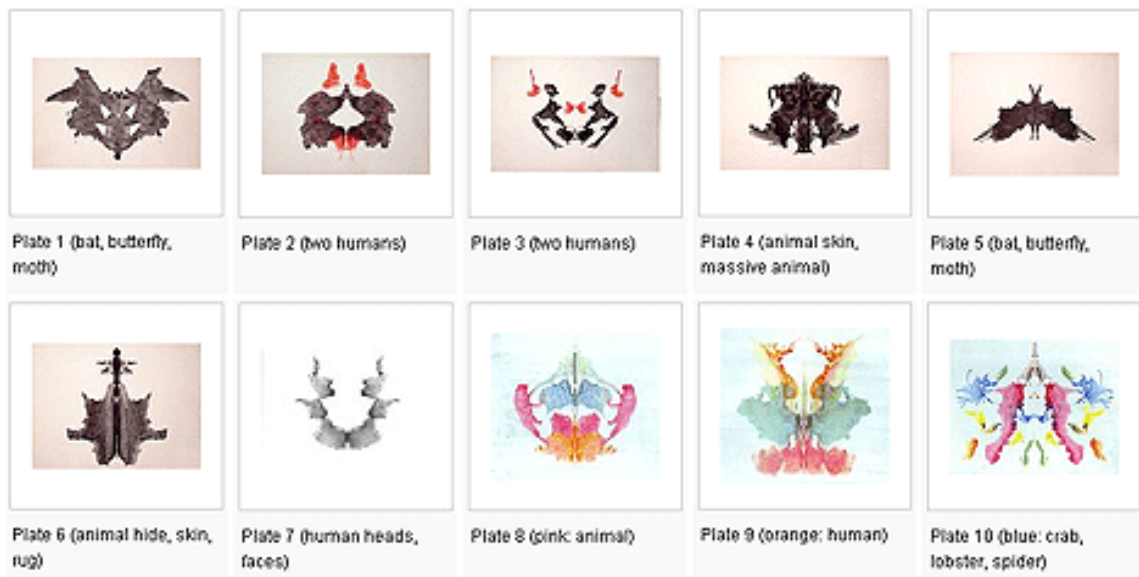 Plate 1 (bat, butterfly,
moth)
Plate 2 (two humans)
Plate 3 (two humans)
Plate 4 (animal skin,
massive animal)
Plate 5 (bat, butterfly,
moth)
Plate 6 (animal hide, skin,
rug)
Plate 7 (human heads,
faces)
Plate 8 (pink: animal)
Plate 9 (orange: human)
Plate 10 (blue: crab,
lobster, spider)